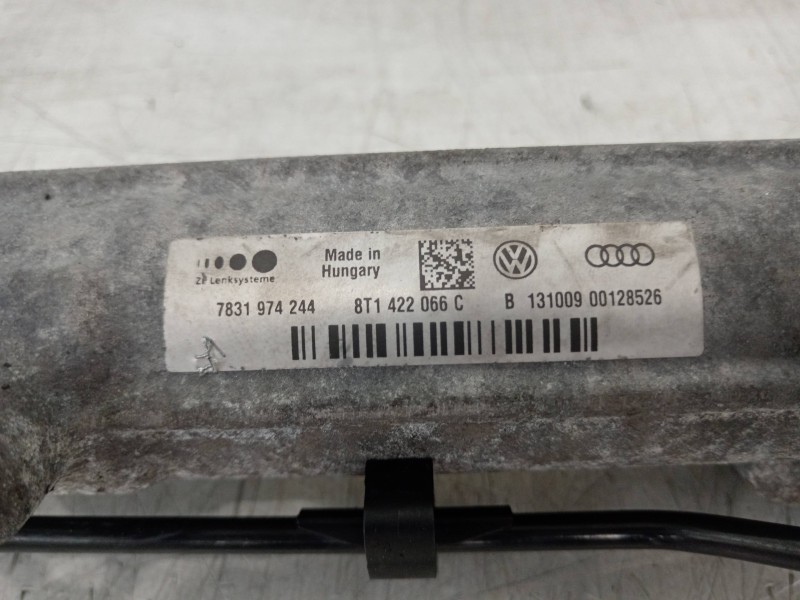 ZF Lenksysteme
Made in
Hungary
7831 974 244 8T1 422 066 C B 131009 00128526